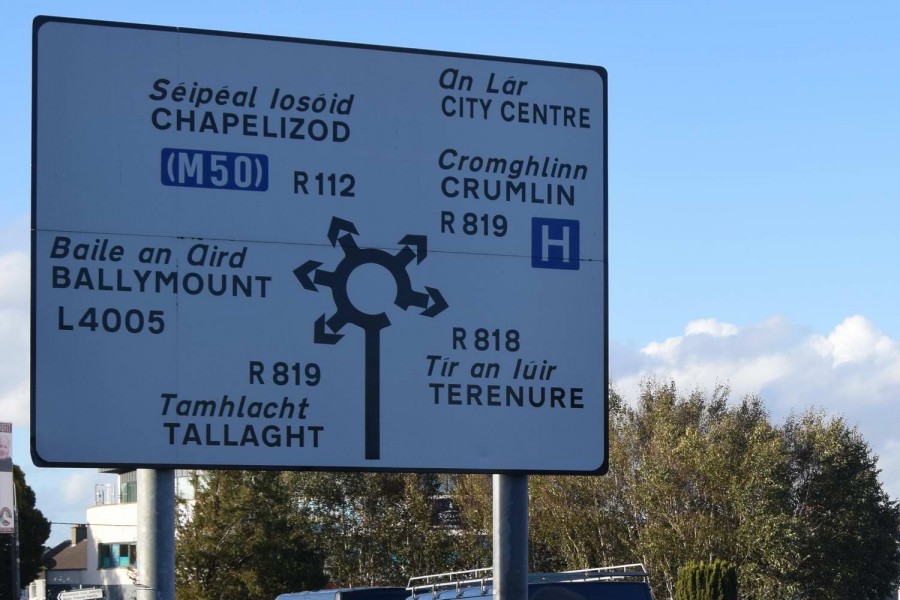 Séipéal Iosóid
CHAPELIZOD
(M50) R112
An Lár
CITY CENTRE
Cromghlinn
CRUMLIN
R819 H
Baile an Aird
BALLYMOUNT
L4005
R818
Tír an Iúir
TERENURE
R819
Tamhlacht
TALLAGHT